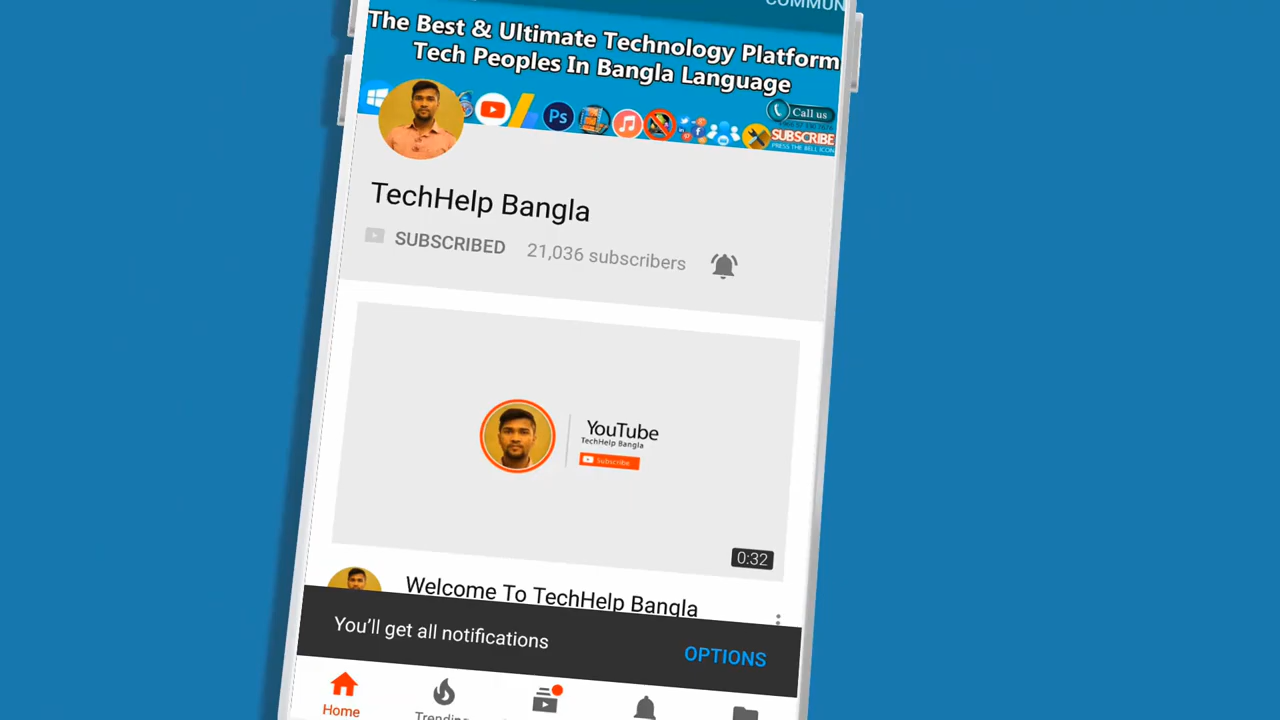 COMMUN
The Best & Ultimate Technology Platform
Tech Peoples In Bangla Language
Ps
Call us
SUBSCRIBE
PRESS THE BELL ICON
TechHelp Bangla
SUBSCRIBED 21,036 subscribers
YouTube
TechHelp Bangla
Subscribe
0:32
Welcome To TechHelp Bangla
You'll get all notifications
OPTIONS
Home
Trending